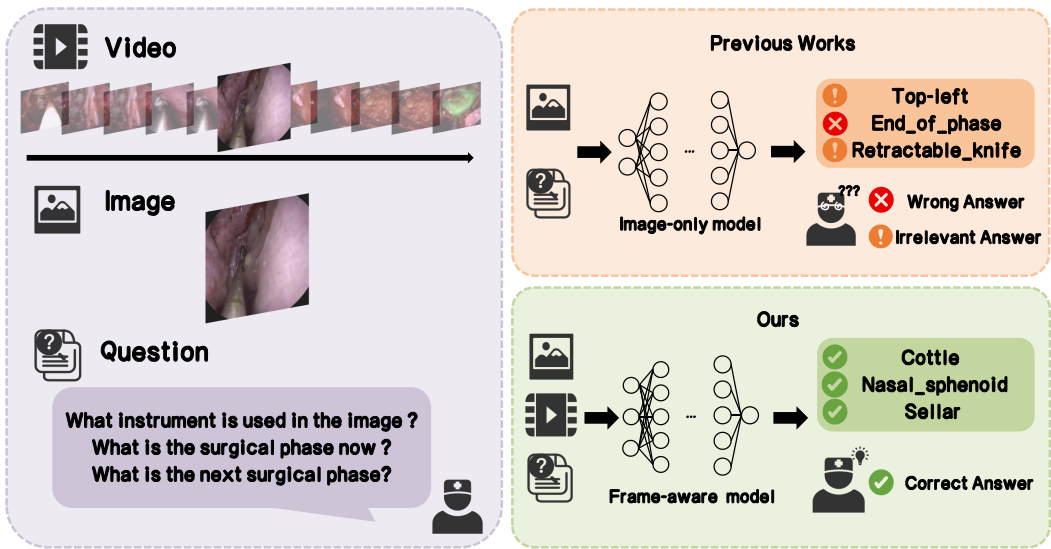 Video
Image
Question
What instrument is used in the image ?
What is the surgical phase now ?
What is the next surgical phase?
Previous Works
...
Image-only model
Top-left
End_of_phase
Retractable_knife
???
Wrong Answer
Irrelevant Answer
Ours
...
Frame-aware model
Cottle
Nasal_sphenoid
Sellar
Correct Answer